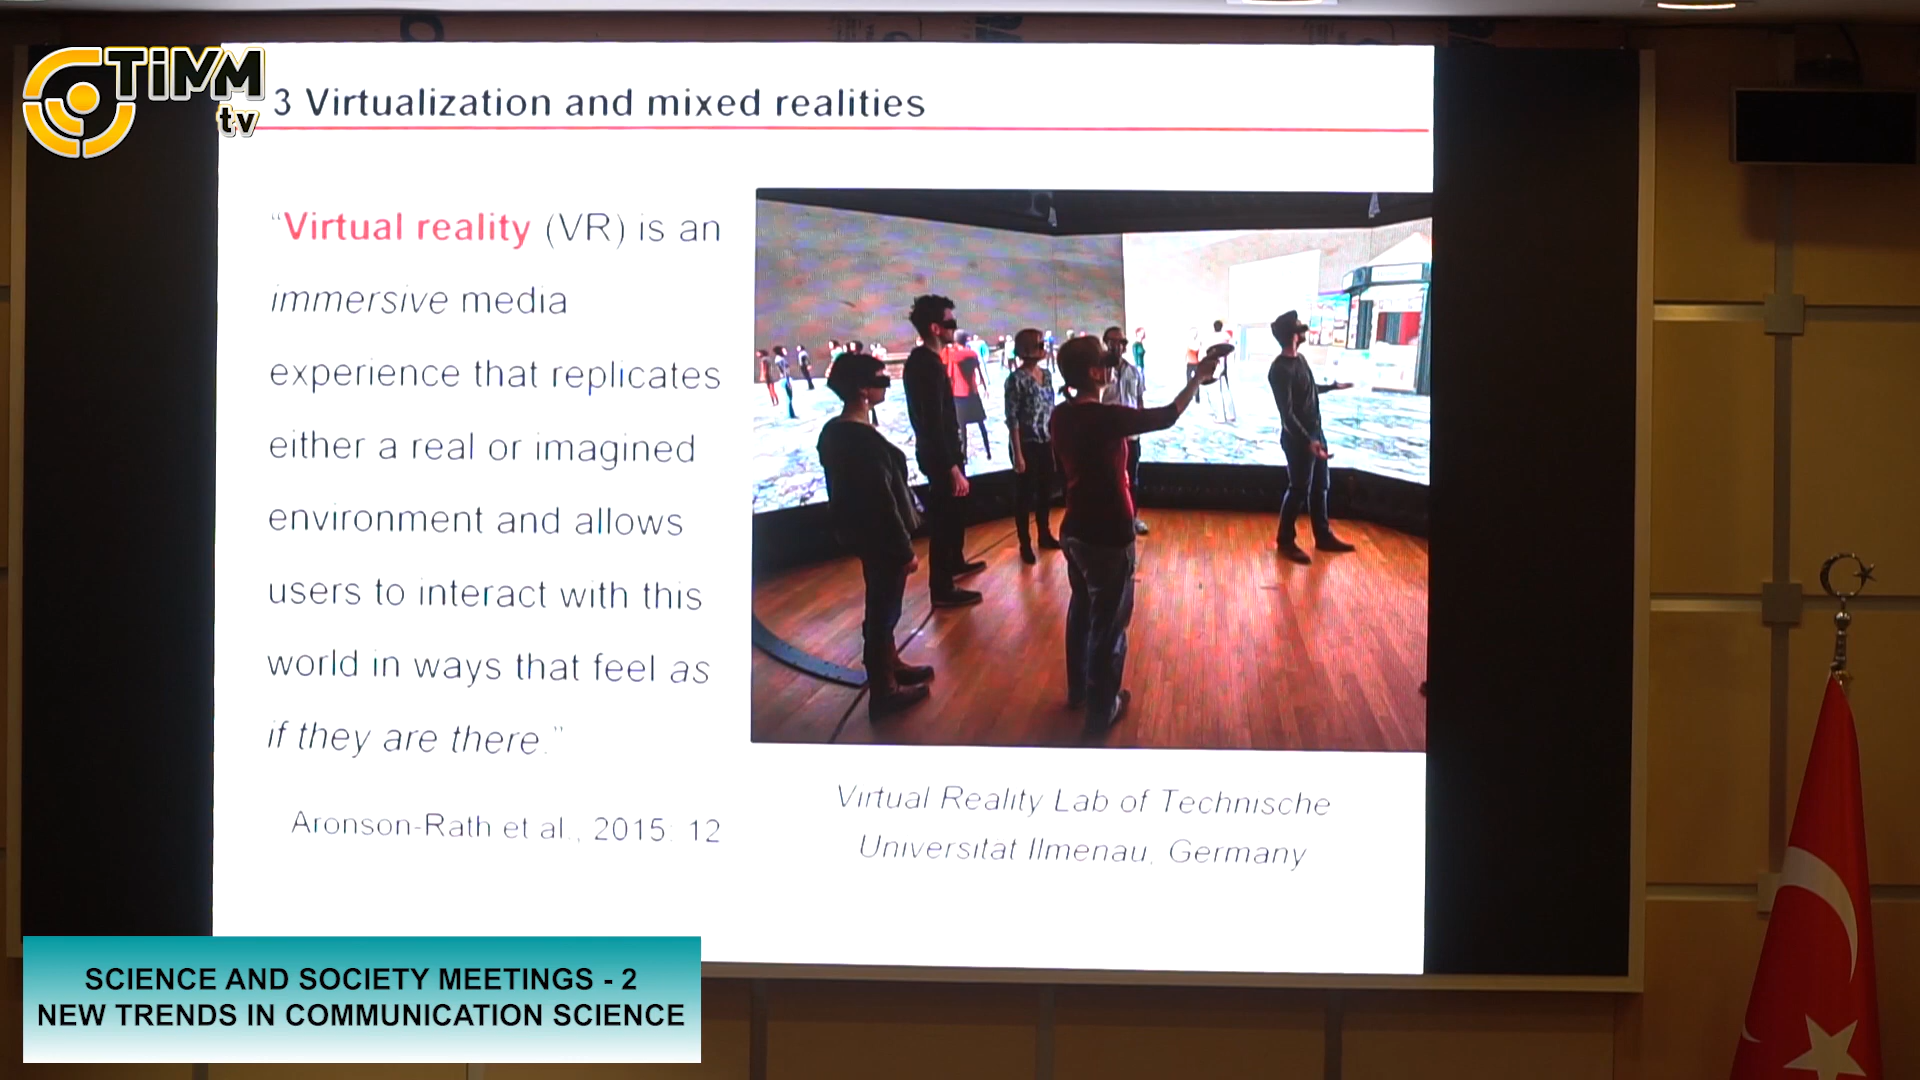 TiMM
tv
3 Virtualization and mixed realities
“Virtual reality (VR) is an
immersive media
experience that replicates
either a real or imagined
environment and allows
users to interact with this
world in ways that feel as
if they are there.”
Aronson-Rath et al., 2015: 12
Virtual Reality Lab of Technische
Universität Ilmenau, Germany
SCIENCE AND SOCIETY MEETINGS - 2
NEW TRENDS IN COMMUNICATION SCIENCE